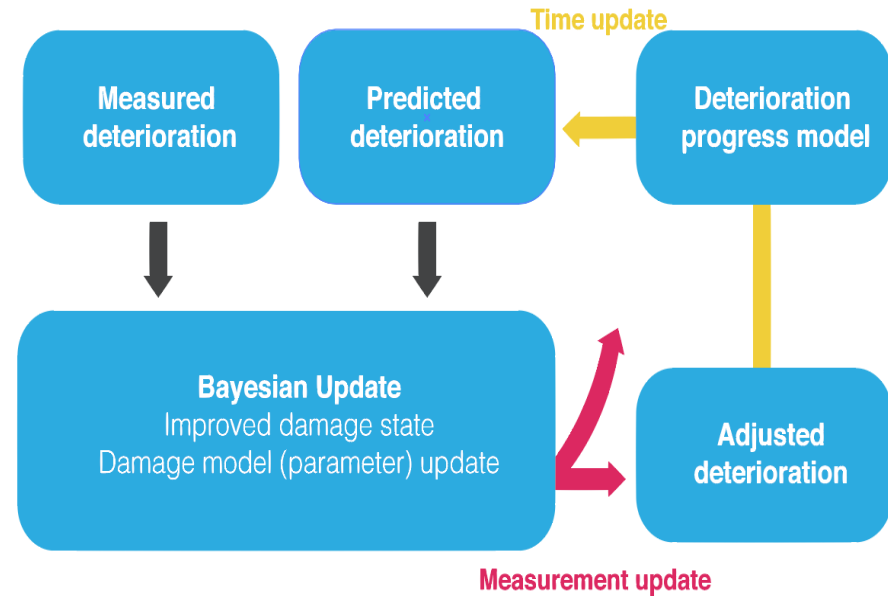 Time update
Measured
deterioration
Predicted
deterioration
x
Deterioration
progress model
Bayesian Update
Improved damage state
Damage model (parameter) update
Adjusted
deterioration
Measurement update